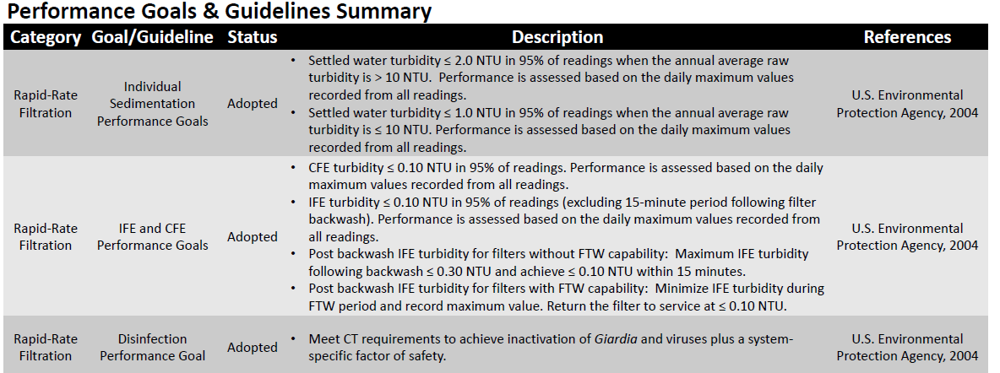 Performance Goals & Guidelines Summary
Category Goal/Guideline Status Description References
Rapid-Rate
Filtration
Individual
Sedimentation
Performance Goals
Adopted
• Settled water turbidity ≤ 2.0 NTU in 95% of readings when the annual average raw
turbidity is > 10 NTU. Performance is assessed based on the daily maximum values
recorded from all readings.
• Settled water turbidity ≤ 1.0 NTU in 95% of readings when the annual average raw
turbidity is ≤ 10 NTU. Performance is assessed based on the daily maximum values
recorded from all readings.
U.S. Environmental
Protection Agency, 2004
Rapid-Rate
Filtration
IFE and CFE
Performance Goals
Adopted
• CFE turbidity ≤ 0.10 NTU in 95% of readings. Performance is assessed based on the daily
maximum values recorded from all readings.
• IFE turbidity ≤ 0.10 NTU in 95% of readings (excluding 15-minute period following filter
backwash). Performance is assessed based on the daily maximum values recorded from
all readings.
• Post backwash IFE turbidity for filters without FTW capability: Maximum IFE turbidity
following backwash ≤ 0.30 NTU and achieve ≤ 0.10 NTU within 15 minutes.
• Post backwash IFE turbidity for filters with FTW capability: Minimize IFE turbidity during
FTW period and record maximum value. Return the filter to service at ≤ 0.10 NTU.
U.S. Environmental
Protection Agency, 2004
Rapid-Rate
Filtration
Disinfection
Performance Goal
Adopted
• Meet CT requirements to achieve inactivation of Giardia and viruses plus a system-
specific factor of safety.
U.S. Environmental
Protection Agency, 2004